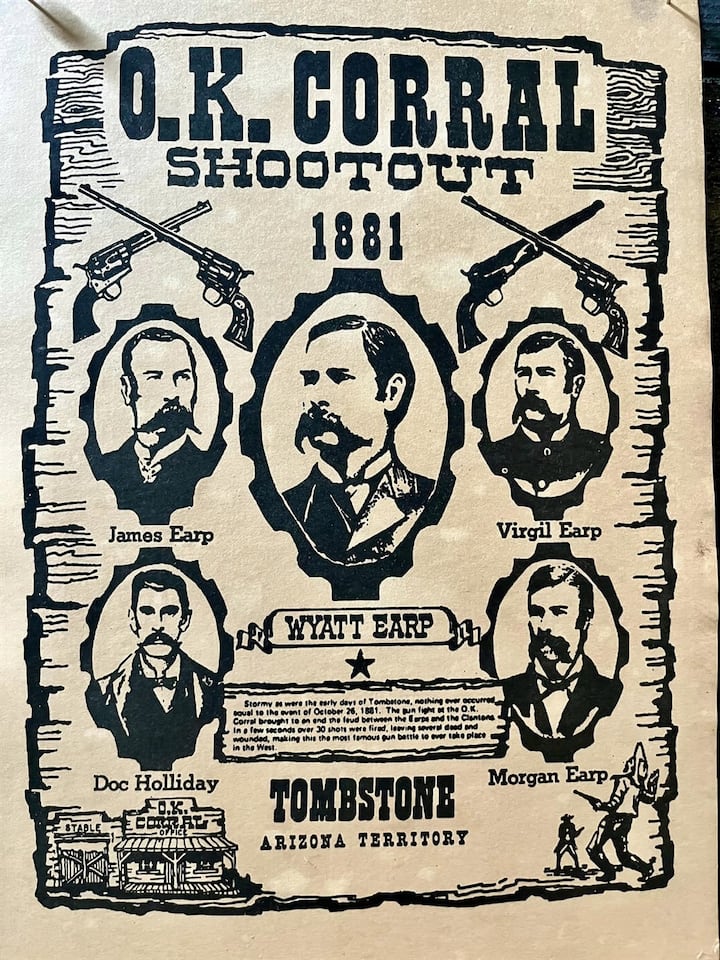 O.K. CORRAL
SHOOTOUT
1881
James Earp
Virgil Earp
WYATT EARP
Stormy as were the early days of Tombstone, nothing ever occurred
equal to the event of October 26, 1881. The gun fight at the O.K.
Corral brought to an end the feud between the Earps and the Clantons.
In a few seconds over 30 shots were fired, leaving several dead and
wounded, making this the most famous gun battle to ever take place
in the West.
Doc Holliday
Morgan Earp
TOMBSTONE
ARIZONA TERRITORY
STABLE
O.K.
CORRAL
OFFICE